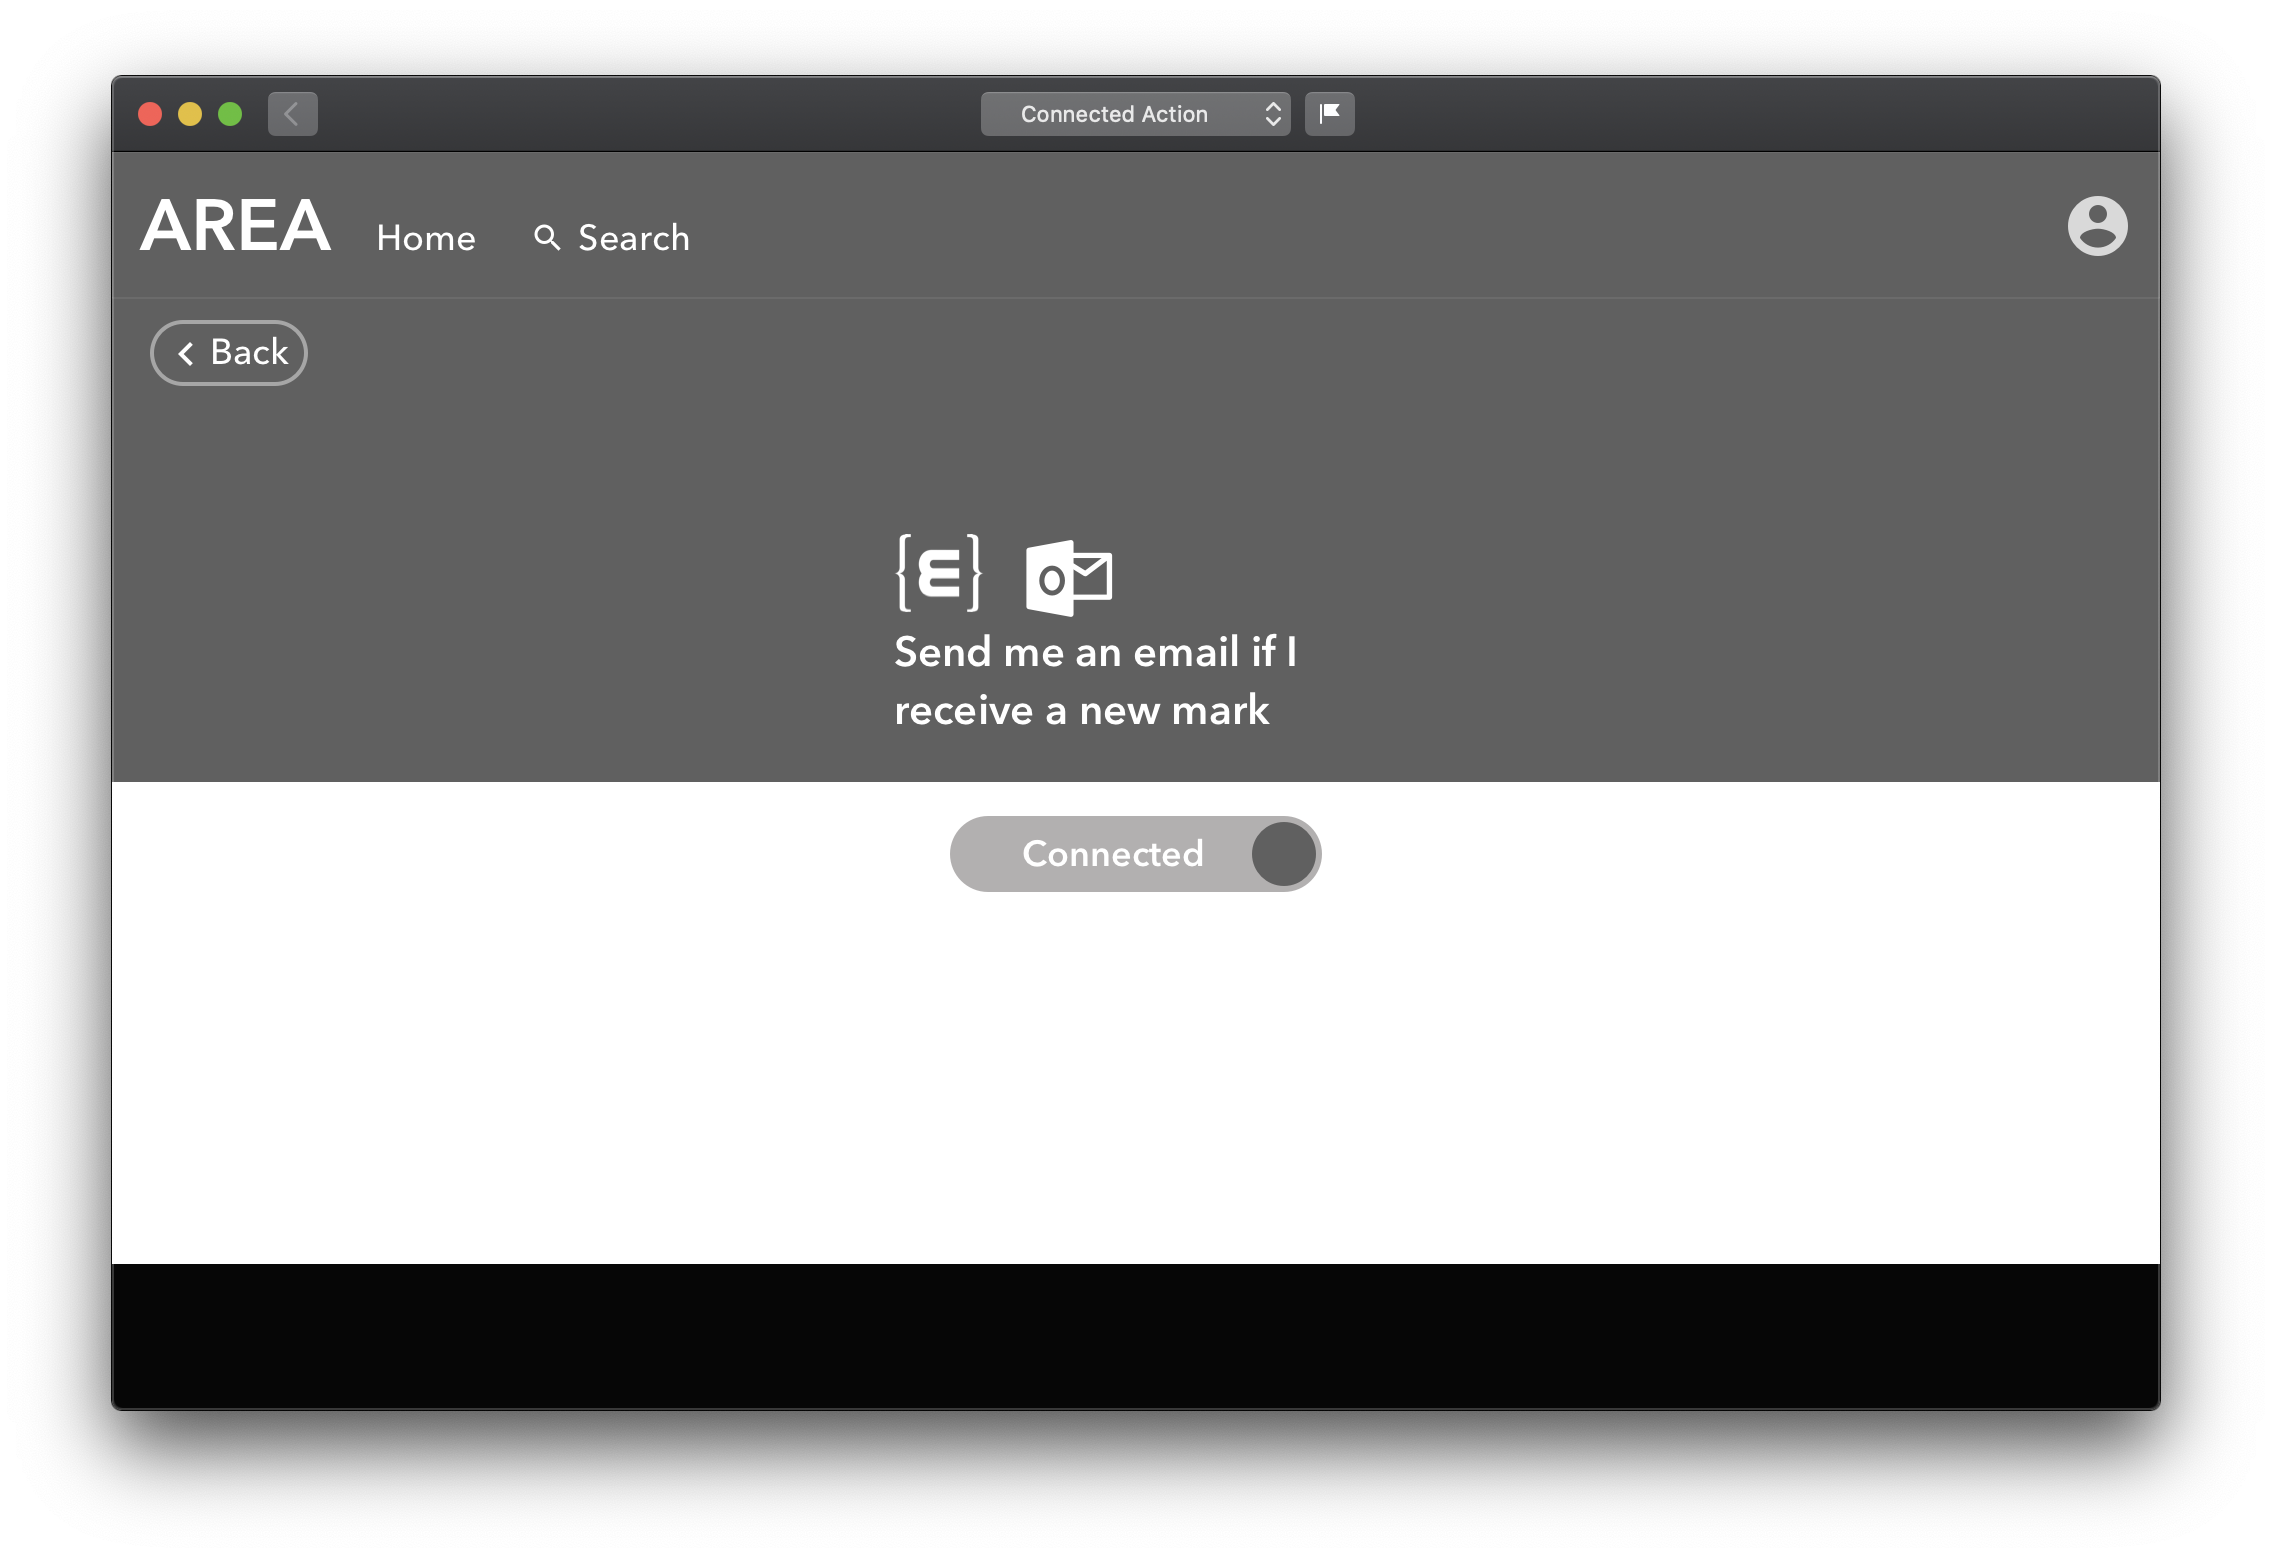 Connected Action
AREA
Home
Search
Back
Send me an email if I
receive a new mark
Connected